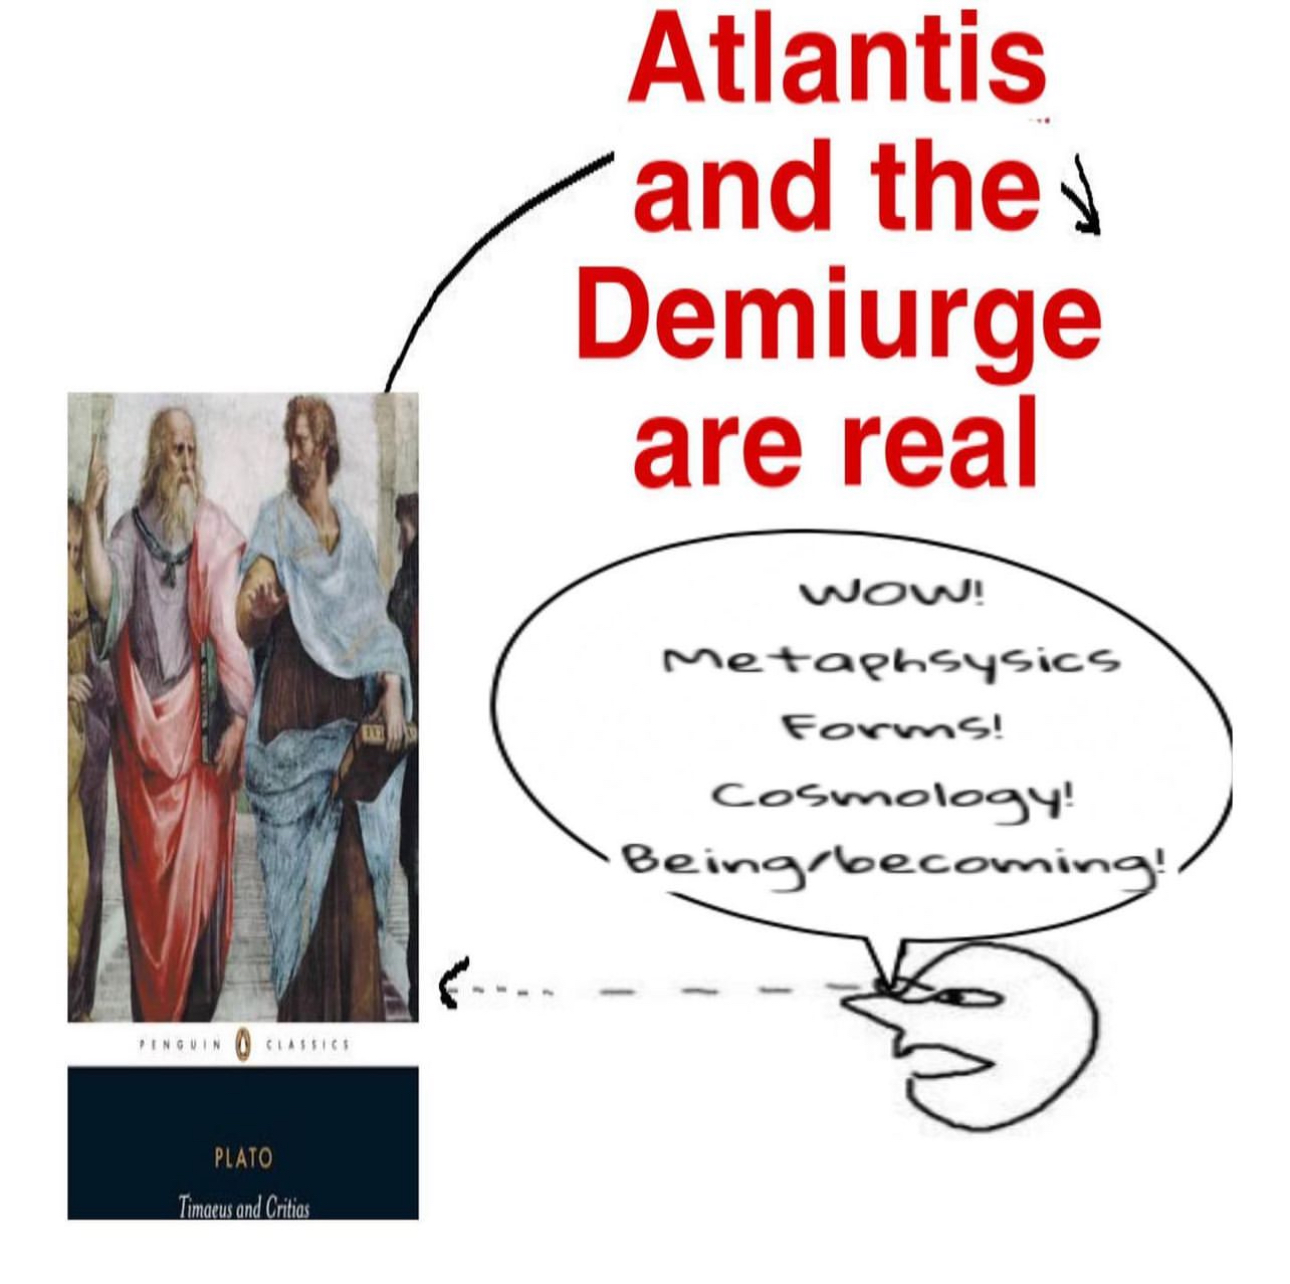 Atlantis
and the
Demiurge
are real
WOW!
Metaphsysics
Forms!
Cosmology!
Being/becoming!
PENGUIN CLASSICS
PLATO
Timaeus and Critias